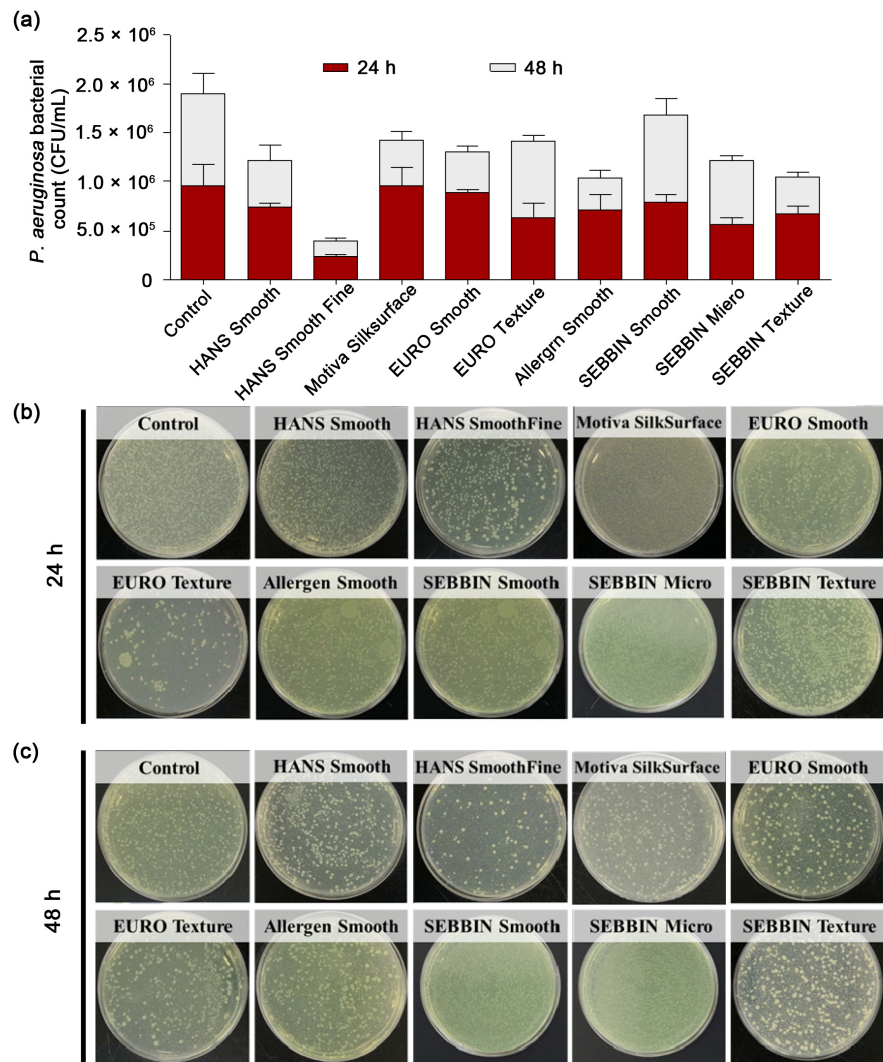 (a)
P. aeruginosa bacterial
count (CFU/mL)
2.5 × 10⁶
2.0 × 10⁶
1.5 × 10⁶
1.0 × 10⁶
5.0 × 10⁵
0
24 h
48 h
Control
HANS Smooth
HANS Smooth Fine
Motiva Silksurface
EURO Smooth
EURO Texture
Allergrn Smooth
SEBBIN Smooth
SEBBIN Miero
SEBBIN Texture
(b)
24 h
Control
HANS Smooth
HANS SmoothFine
Motiva SilkSurface
EURO Smooth
EURO Texture
Allergen Smooth
SEBBIN Smooth
SEBBIN Micro
SEBBIN Texture
(c)
48 h
Control
HANS Smooth
HANS SmoothFine
Motiva SilkSurface
EURO Smooth
EURO Texture
Allergen Smooth
SEBBIN Smooth
SEBBIN Micro
SEBBIN Texture